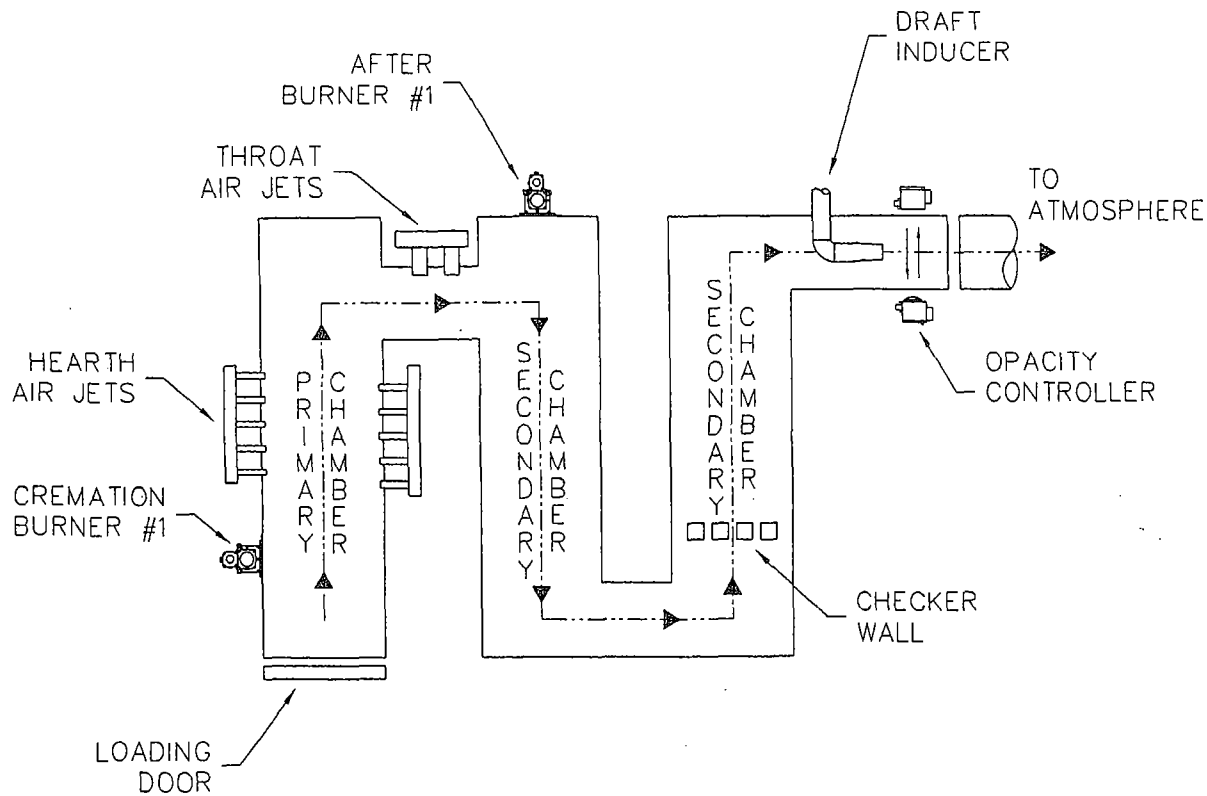 DRAFT
INDUCER
AFTER
BURNER #1
THROAT
AIR JETS
TO
ATMOSPHERE
HEARTH
AIR JETS
PRIMARY
CHAMBER
SECONDARY
CHAMBER
SECONDARY
CHAMBER
OPACITY
CONTROLLER
CREMATION
BURNER #1
CHECKER
WALL
LOADING
DOOR